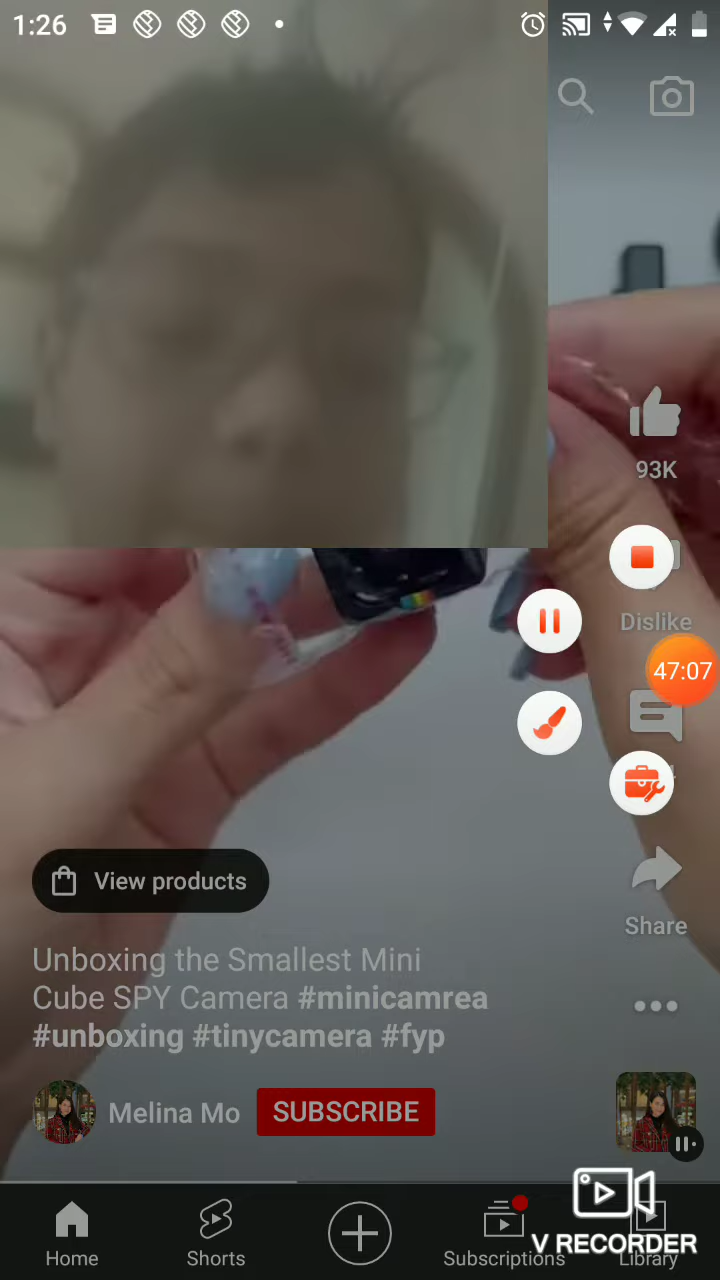 1:26
93K
Dislike
47:07
View products
Share
Unboxing the Smallest Mini
Cube SPY Camera #minicamrea
#unboxing #tinycamera #fyp
Melina Mo
SUBSCRIBE
V RECORDER
Home
Shorts
Subscriptions
Library